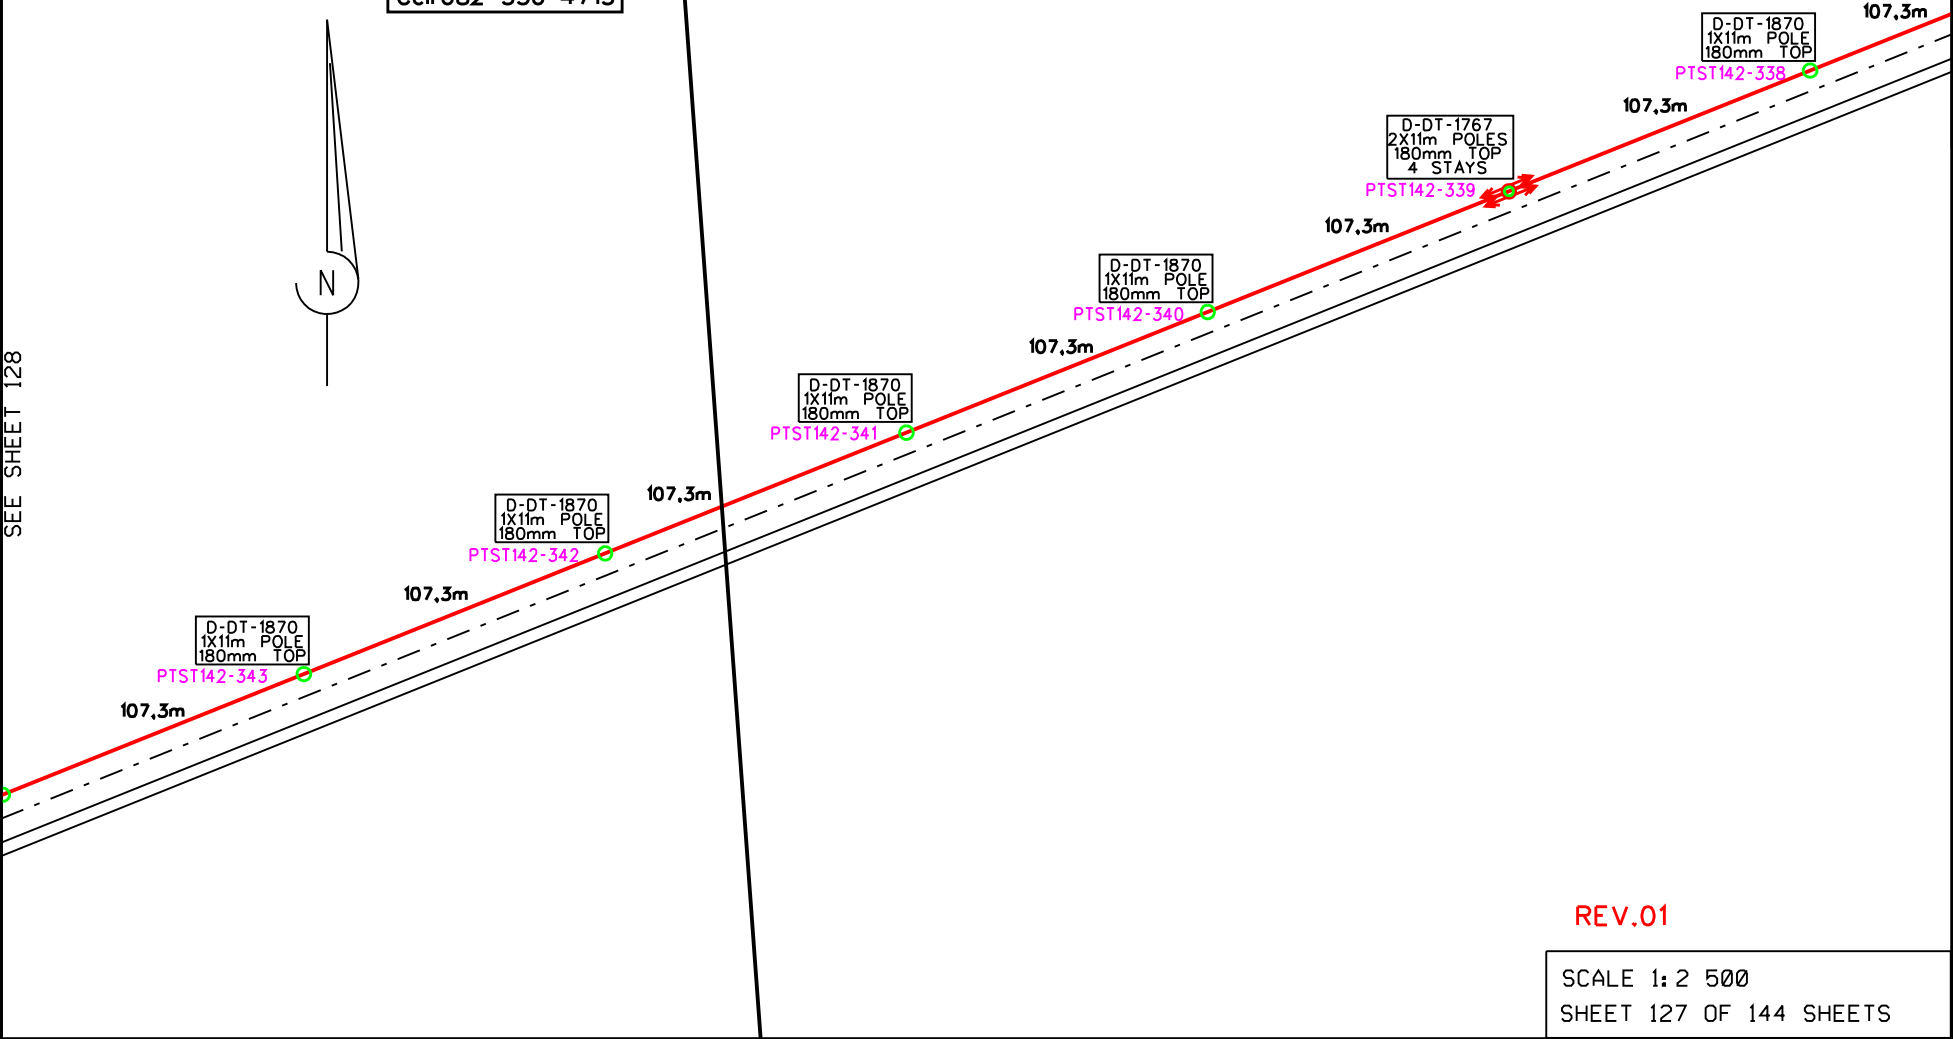 107,3m
D-DT-1870
1X11m POLE
180mm TOP
PTST142-338
107,3m
D-DT-1767
2X11m POLES
180mm TOP
4 STAYS
PTST142-339
107,3m
D-DT-1870
1X11m POLE
180mm TOP
PTST142-340
107,3m
D-DT-1870
1X11m POLE
180mm TOP
PTST142-341
107,3m
D-DT-1870
1X11m POLE
180mm TOP
PTST142-342
107,3m
D-DT-1870
1X11m POLE
180mm TOP
PTST142-343
107,3m
N
SEE SHEET 128
REV.01
SCALE 1:2 500
SHEET 127 OF 144 SHEETS